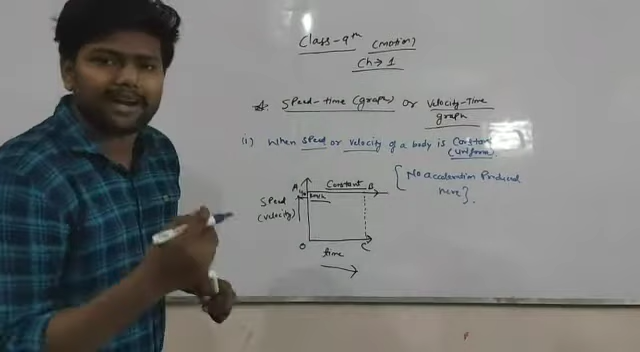 Class-9th (Motion)
Ch→1
Speed-time (graph) or Velocity-Time
graph
(i) When speed or velocity of a body is Constant
(Uniform).
{No acceleration Produced
here}.
A Constant B
Speed
(velocity)
O C
time